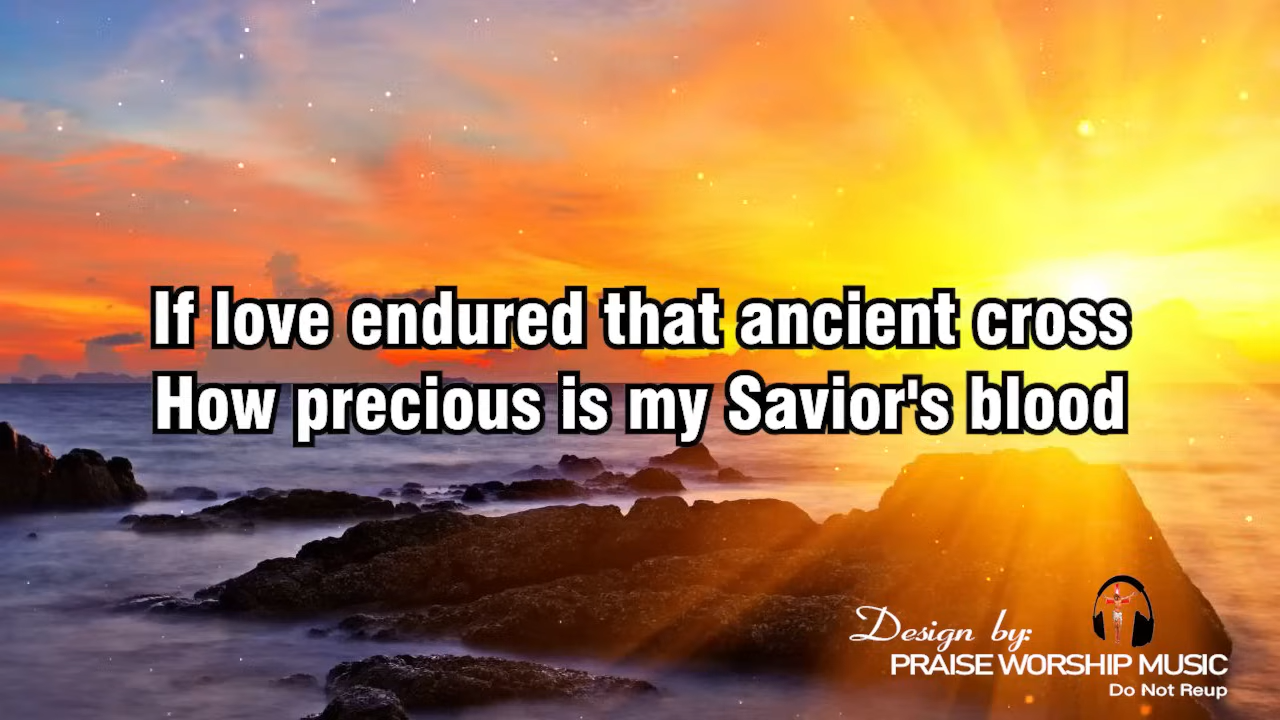 If love endured that ancient cross
How precious is my Savior's blood
Design by:
PRAISE WORSHIP MUSIC
Do Not Reup